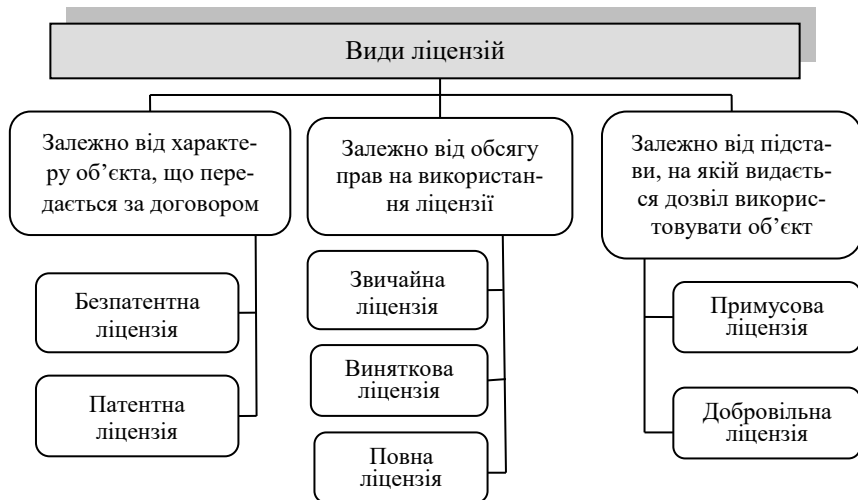 Види ліцензій
Залежно від характе-
ру об’єкта, що пере-
дається за договором
Безпатентна
ліцензія
Патентна
ліцензія
Залежно від обсягу
прав на використан-
ня ліцензії
Звичайна
ліцензія
Виняткова
ліцензія
Повна
ліцензія
Залежно від підста-
ви, на якій видаєть-
ся дозвіл викорис-
товувати об’єкт
Примусова
ліцензія
Добровільна
ліцензія